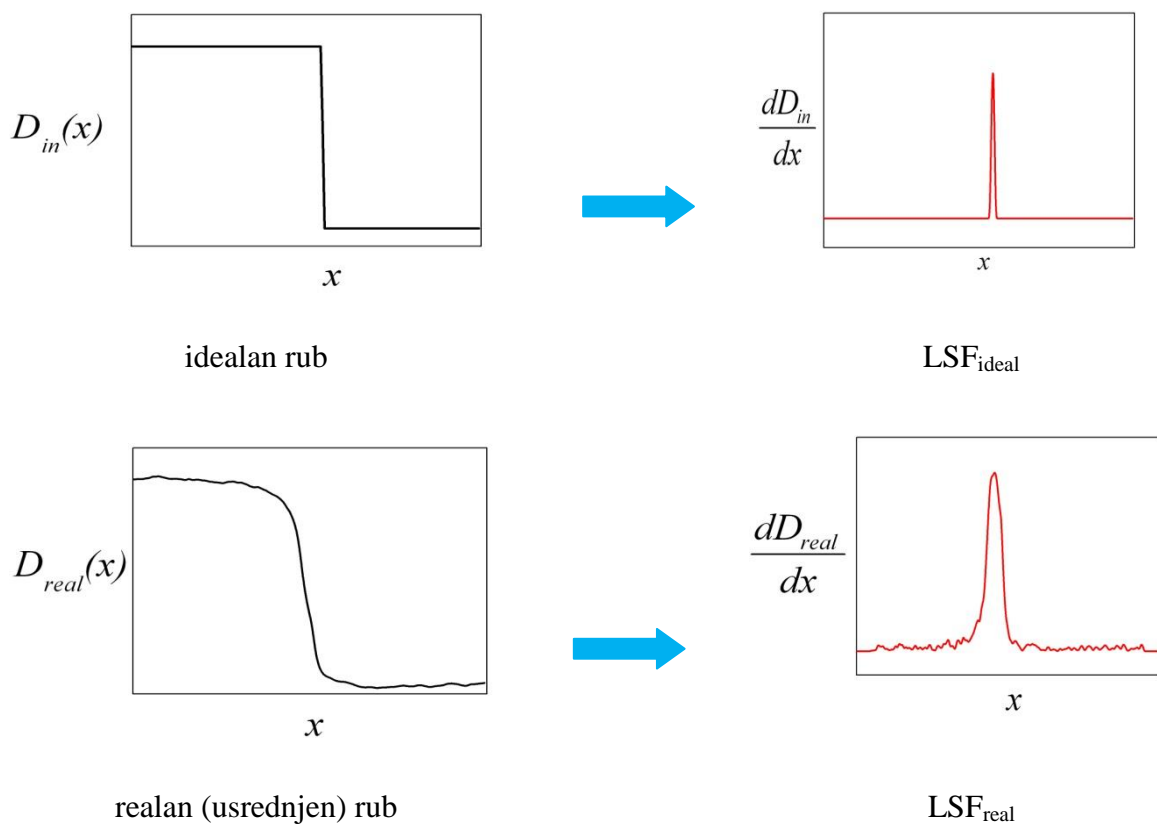 D_in(x)
dD_in
dx
x
x
idealan rub
LSF_ideal
D_real(x)
dD_real
dx
x
x
realan (usrednjen) rub
LSF_real